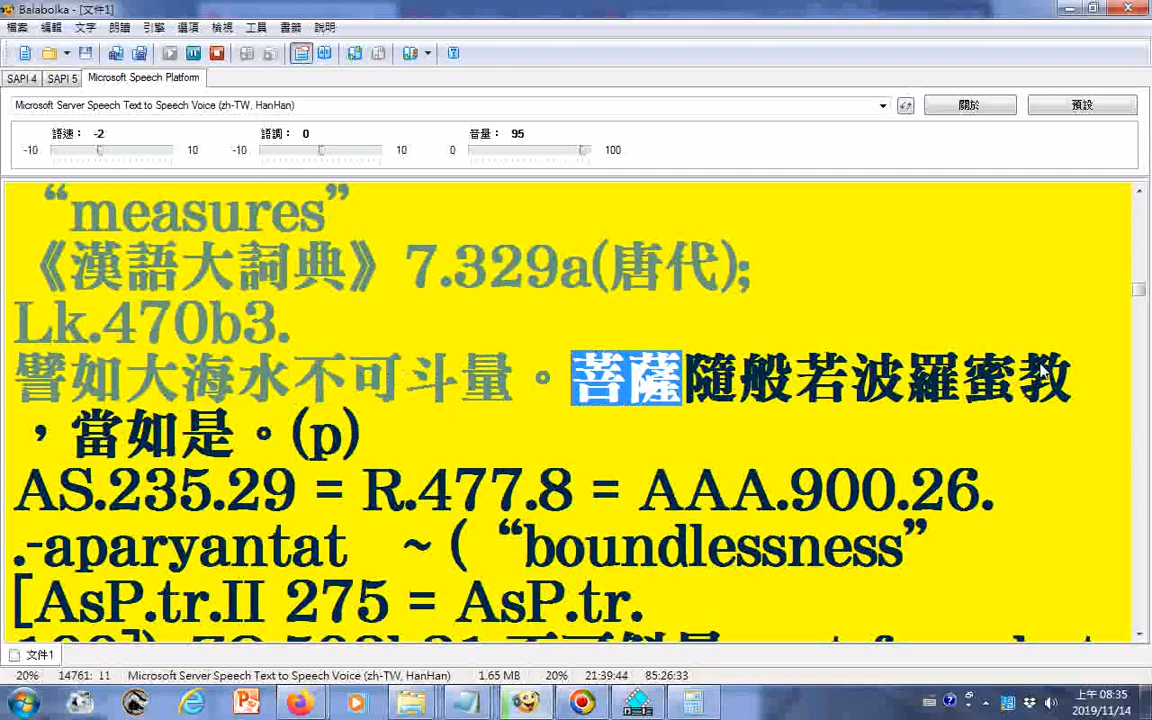 Balabolka - [文件1]
檔案 編輯 文字 朗讀 引擎 選項 檢視 工具 書籤 說明
SAPI 4 SAPI 5 Microsoft Speech Platform
Microsoft Server Speech Text to Speech Voice (zh-TW, HanHan) 關於 預設
語速： -2 語調： 0 音量： 95
-10 10 -10 10 0 100
“measures”
《漢語大詞典》7.329a(唐代);
Lk.470b3.
譬如大海水不可斗量。菩薩隨般若波羅蜜教
，當如是。(p)
AS.235.29 = R.477.8 = AAA.900.26.
.-aparyantat ~ (“boundlessness”
[AsP.tr.II 275 = AsP.tr.
文件1
20% 14761: 11 Microsoft Server Speech Text to Speech Voice (zh-TW, HanHan) 1.65 MB 20% 21:39:44 85:26:33
上午 08:35
2019/11/14